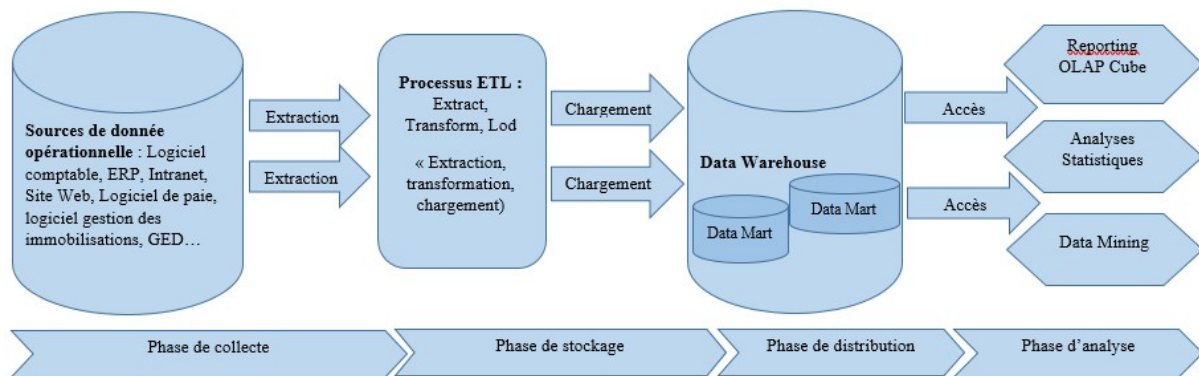 Sources de donnée
opérationnelle : Logiciel
comptable, ERP, Intranet,
Site Web, Logiciel de paie,
logiciel gestion des
immobilisations, GED…
Extraction
Extraction
Processus ETL :
Extract,
Transform, Lod
« Extraction,
transformation,
chargement)
Chargement
Chargement
Data Warehouse
Data Mart
Data Mart
Accès
Accès
Reporting
OLAP Cube
Analyses
Statistiques
Data Mining
Phase de collecte
Phase de stockage
Phase de distribution
Phase d’analyse